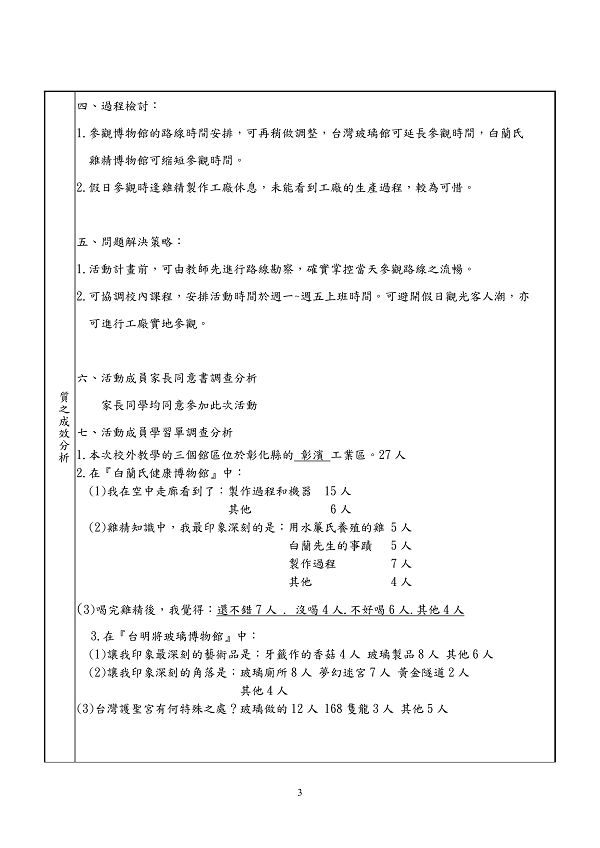 四、過程檢討：
1.參觀博物館的路線時間安排，可再稍做調整，台灣玻璃館可延長參觀時間，白蘭氏
雞精博物館可縮短參觀時間。
2.假日參觀時逢雞精製作工廠休息，未能看到工廠的生產過程，較為可惜。
五、問題解決策略：
1.活動計畫前，可由教師先進行路線勘察，確實掌控當天參觀路線之流暢。
2.可協調校內課程，安排活動時間於週一-週五上班時間。可避開假日觀光客人潮，亦
可進行工廠實地參觀。
質之成效分析
六、活動成員家長同意書調查分析
家長同學均同意參加此次活動
七、活動成員學習單調查分析
1.本次校外教學的三個館區位於彰化縣的 彰濱 工業區。27 人
2.在『白蘭氏健康博物館』中：
(1)我在空中走廊看到了：製作過程和機器 15 人
其他 6 人
(2)雞精知識中，我最印象深刻的是：用水簾氏養殖的雞 5 人
白蘭先生的事蹟 5 人
製作過程 7 人
其他 4 人
(3)喝完雞精後，我覺得：還不錯 7 人 . 沒喝 4 人.不好喝 6 人.其他 4 人
3.在『台明將玻璃博物館』中：
(1)讓我印象最深刻的藝術品是：牙籤作的香菇 4 人 玻璃製品 8 人 其他 6 人
(2)讓我印象深刻的角落是：玻璃廁所 8 人 夢幻迷宮 7 人 黃金隧道 2 人
其他 4 人
(3)台灣護聖宮有何特殊之處？玻璃做的 12 人 168 隻龍 3 人 其他 5 人
3